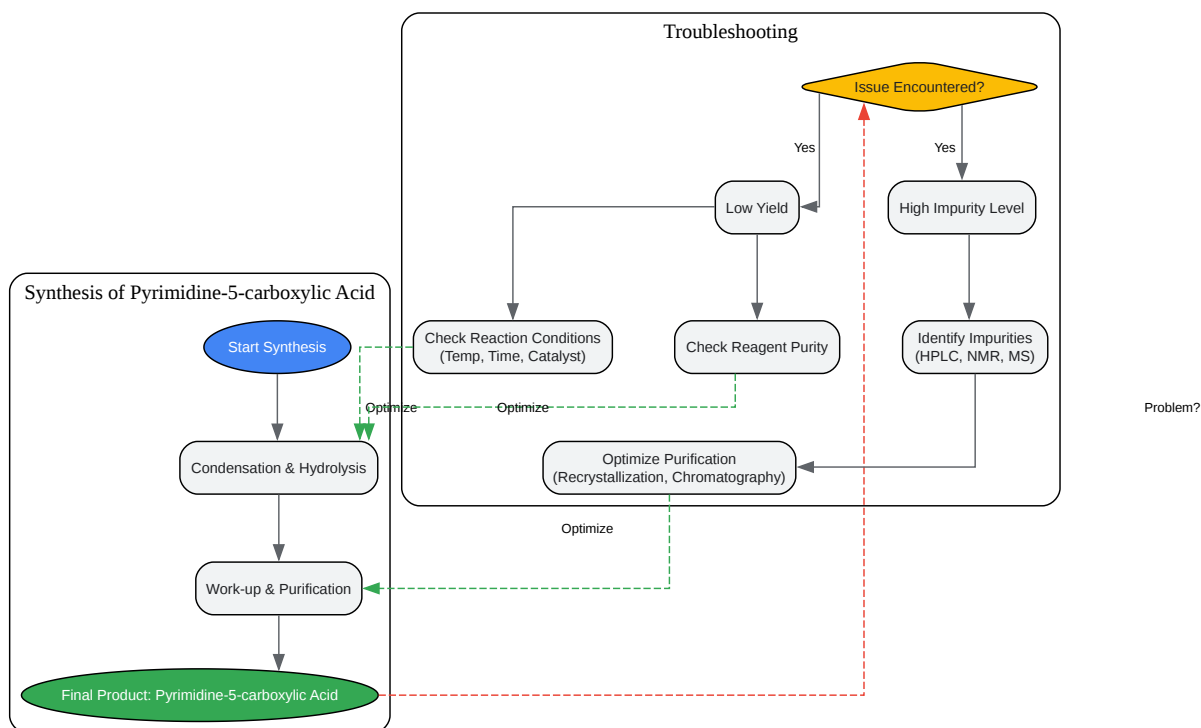 Troubleshooting
Issue Encountered?
Yes
Yes
Low Yield
High Impurity Level
Synthesis of Pyrimidine-5-carboxylic Acid
Start Synthesis
Check Reaction Conditions
(Temp, Time, Catalyst)
Check Reagent Purity
Identify Impurities
(HPLC, NMR, MS)
Optimize
Optimize
Problem?
Condensation & Hydrolysis
Optimize Purification
(Recrystallization, Chromatography)
Optimize
Work-up & Purification
Final Product: Pyrimidine-5-carboxylic Acid